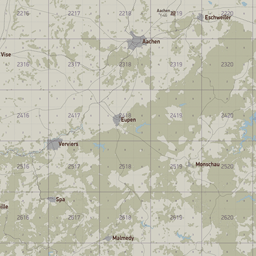 2216 2217 2218 2219 2220
Aachen
Eschweiler
Aachen
Vise
2316 2317 2318 2319 2320
2416 2417 2418 2419 2420
Eupen
Verviers
2516 2517 2518 2519 2520
Monschau
Spa
2616 2617 2618 2619 2620
ille
Malmedy